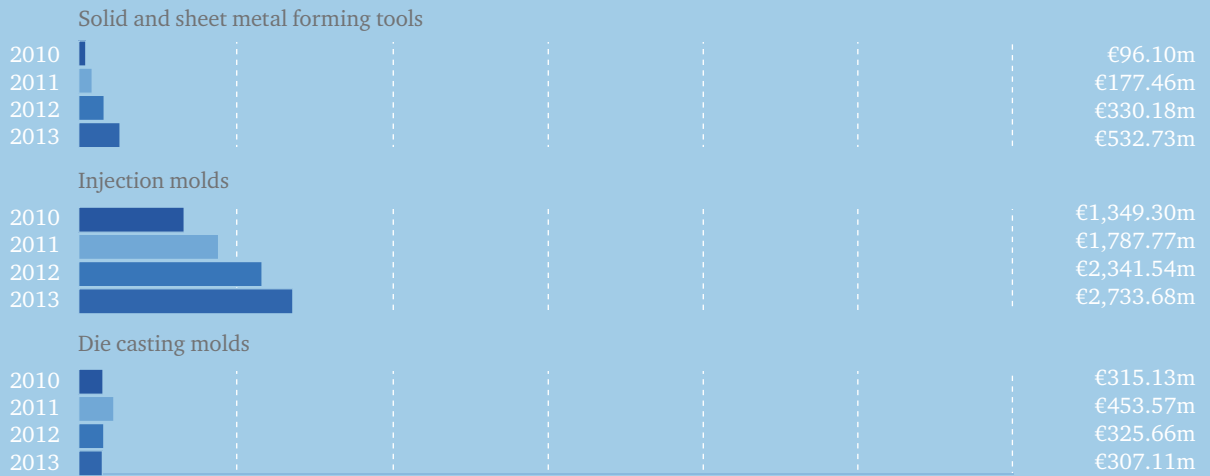 Solid and sheet metal forming tools
2010 €96.10m
2011 €177.46m
2012 €330.18m
2013 €532.73m
Injection molds
2010 €1,349.30m
2011 €1,787.77m
2012 €2,341.54m
2013 €2,733.68m
Die casting molds
2010 €315.13m
2011 €453.57m
2012 €325.66m
2013 €307.11m